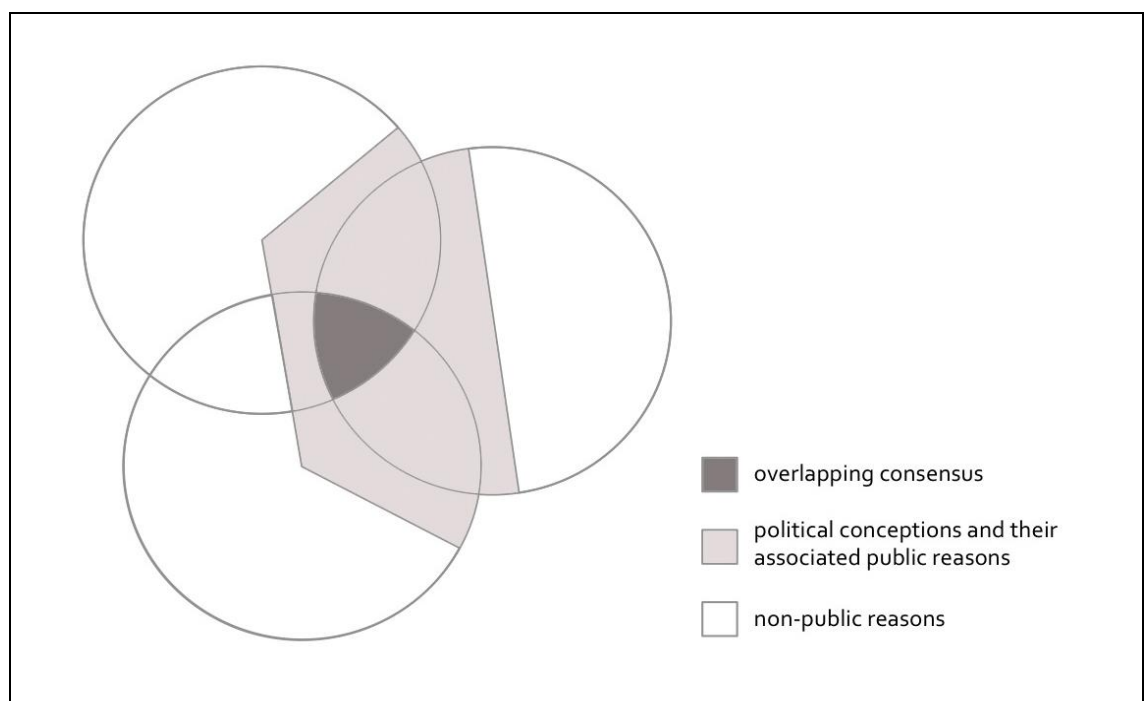 overlapping consensus
political conceptions and their
associated public reasons
non-public reasons